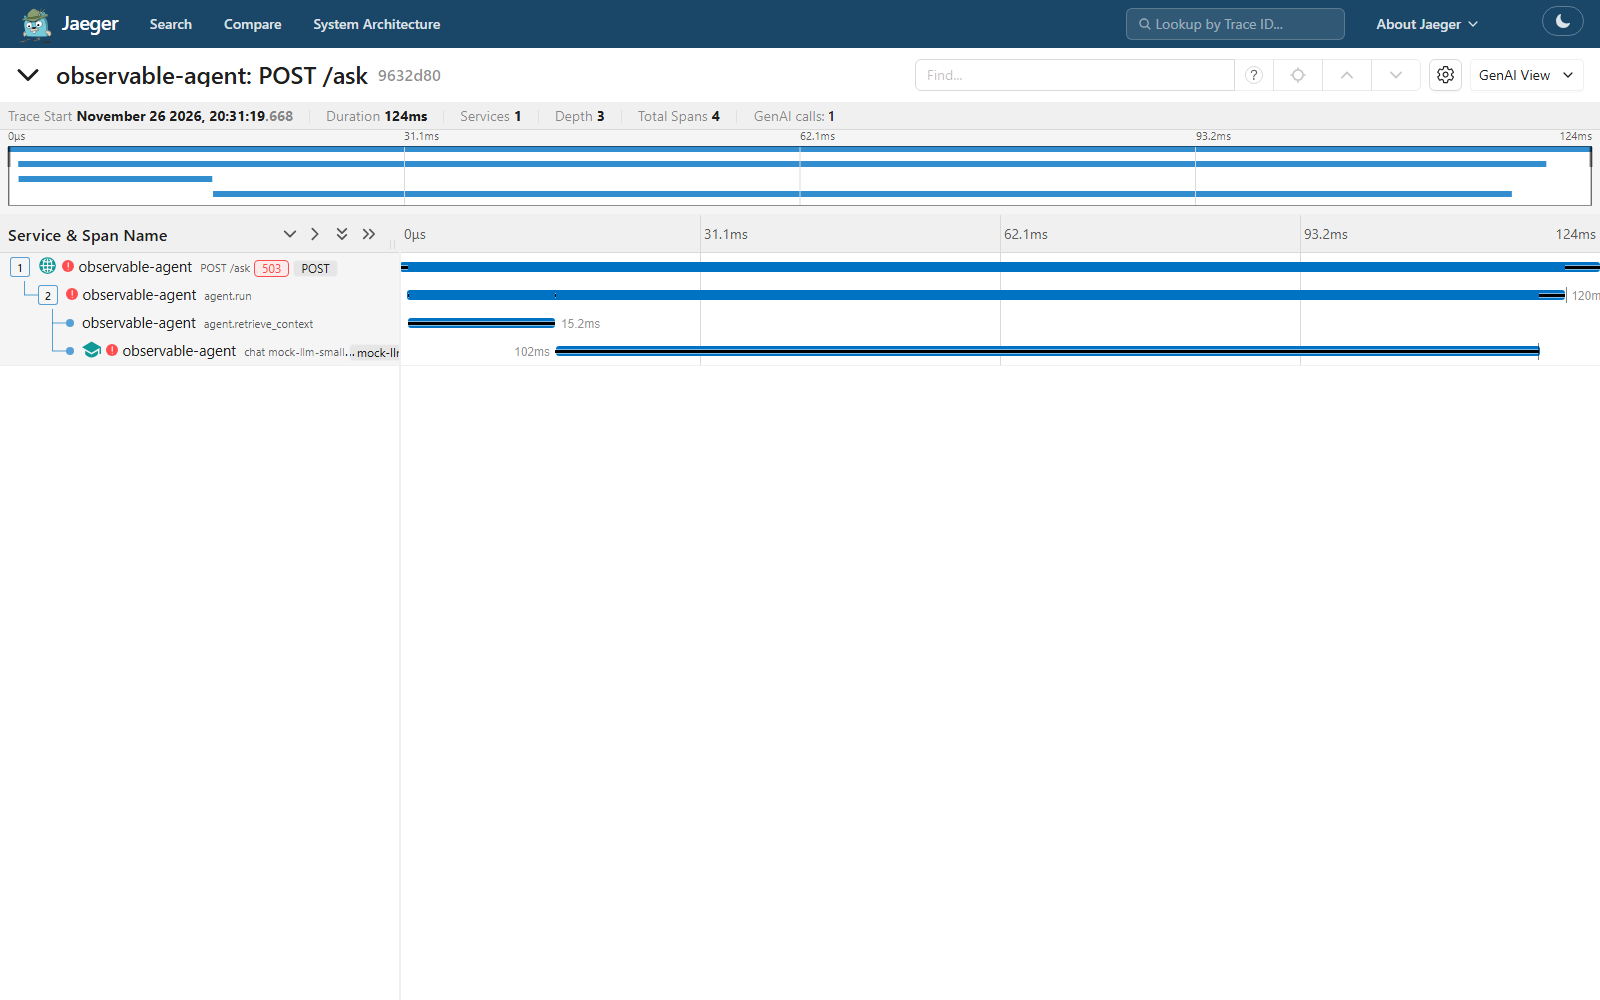 Jaeger Search Compare System Architecture Lookup by Trace ID... About Jaeger
observable-agent: POST /ask 9632d80 Find... ? GenAI View
Trace Start November 26 2026, 20:31:19.668 Duration 124ms Services 1 Depth 3 Total Spans 4 GenAI calls: 1
0μs 31.1ms 62.1ms 93.2ms 124ms
Service & Span Name 0μs 31.1ms 62.1ms 93.2ms 124ms
1 observable-agent POST /ask 503 POST
2 observable-agent agent.run 120m
observable-agent agent.retrieve_context 15.2ms
observable-agent chat mock-llm-small... mock-llm 102ms